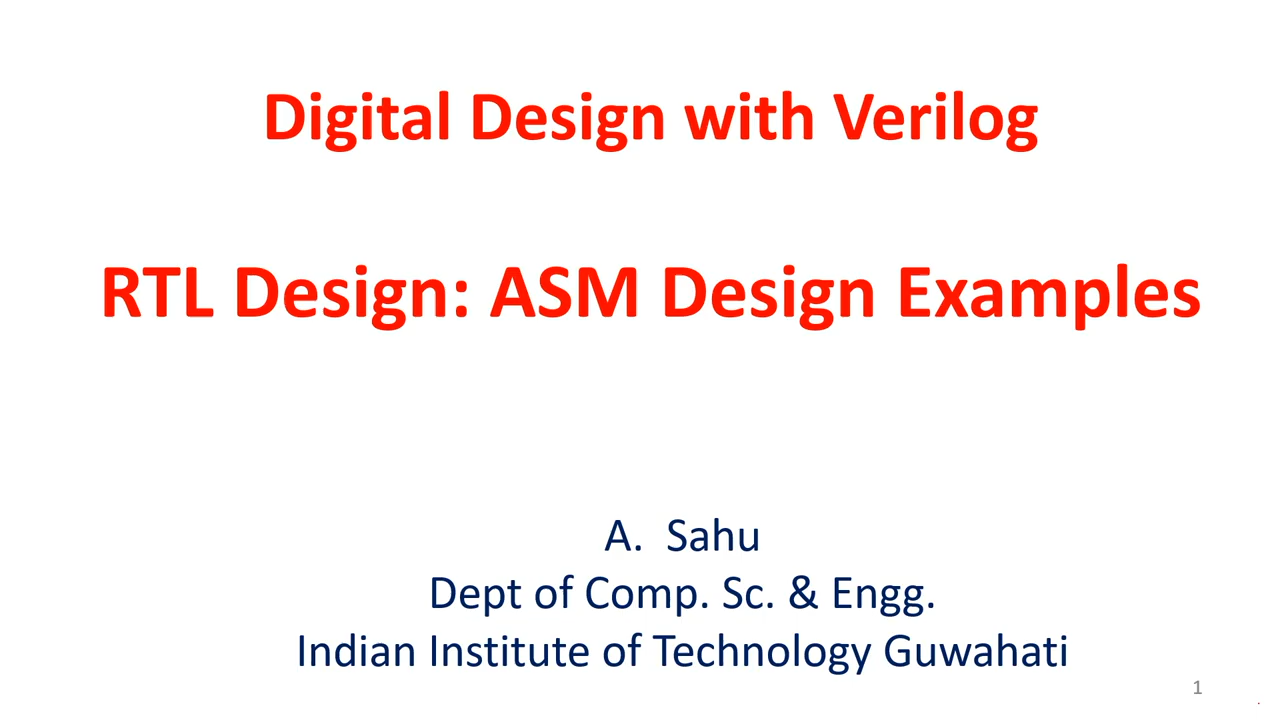 Digital Design with Verilog
RTL Design: ASM Design Examples
A. Sahu
Dept of Comp. Sc. & Engg.
Indian Institute of Technology Guwahati
1